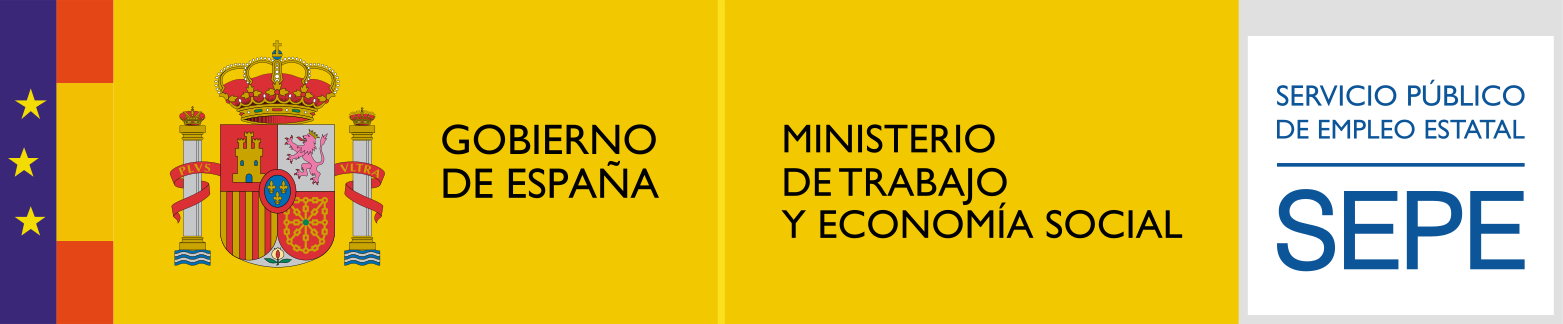 PLVS
VLTRA
GOBIERNO
DE ESPAÑA
MINISTERIO
DE TRABAJO
Y ECONOMÍA SOCIAL
SERVICIO PÚBLICO
DE EMPLEO ESTATAL
SEPE